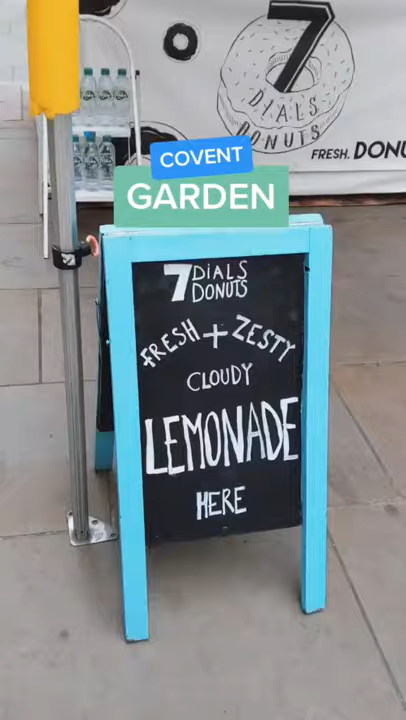 7
DIALS
DONUTS
FRESH. DONU
COVENT
GARDEN
7 DIALS
DONUTS
FRESH + ZESTY
CLOUDY
LEMONADE
HERE